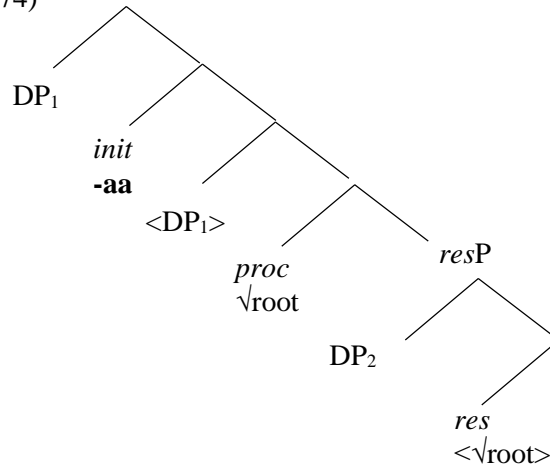 74)
DP₁
init
-aa
<DP₁>
proc
√root
resP
DP₂
res
<√root>